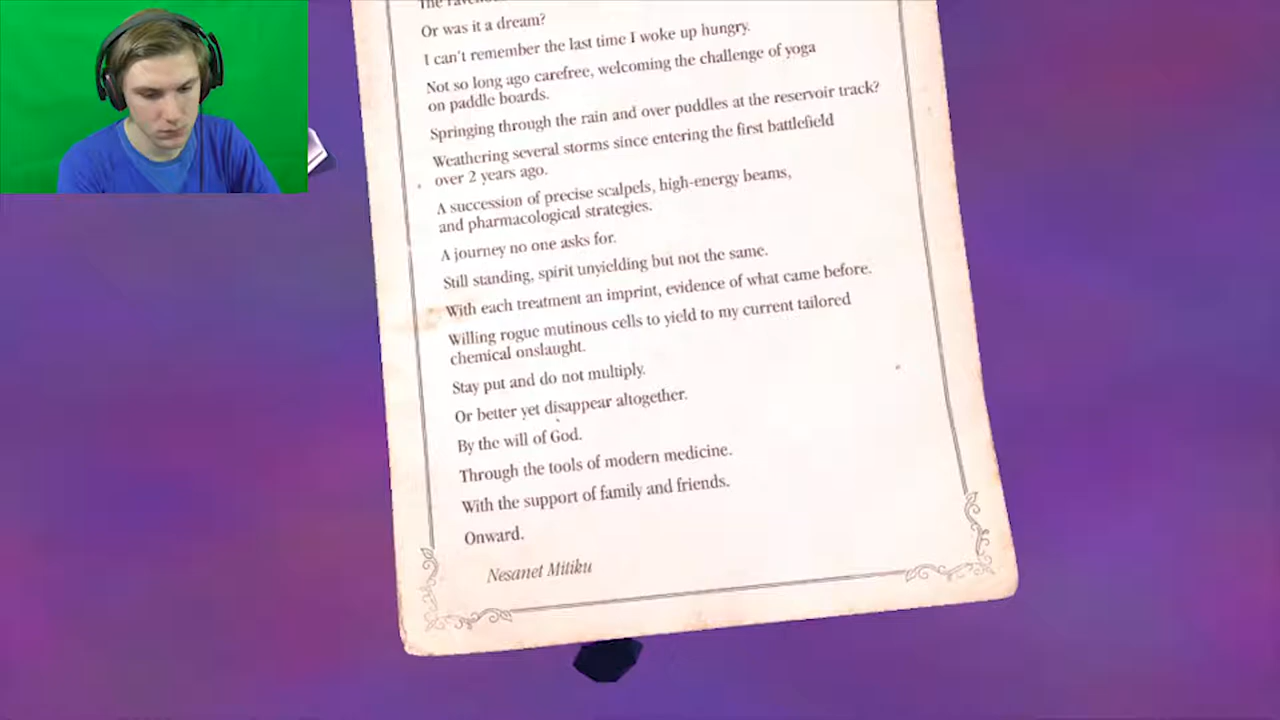 Or was it a dream?
I can't remember the last time I woke up hungry.
Not so long ago carefree, welcoming the challenge of yoga
on paddle boards.
Springing through the rain and over puddles at the reservoir track?
Weathering several storms since entering the first battlefield
over 2 years ago.
A succession of precise scalpels, high-energy beams,
and pharmacological strategies.
A journey no one asks for.
Still standing, spirit unyielding but not the same.
With each treatment an imprint, evidence of what came before.
Willing rogue mutinous cells to yield to my current tailored
chemical onslaught.
Stay put and do not multiply.
Or better yet disappear altogether.
By the will of God.
Through the tools of modern medicine.
With the support of family and friends.
Onward.
Nesanet Mitiku